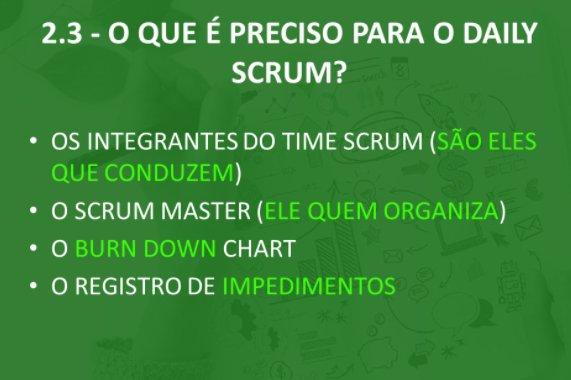 2.3 - O QUE É PRECISO PARA O DAILY
SCRUM?
• OS INTEGRANTES DO TIME SCRUM (SÃO ELES
QUE CONDUZEM)
• O SCRUM MASTER (ELE QUEM ORGANIZA)
• O BURN DOWN CHART
• O REGISTRO DE IMPEDIMENTOS